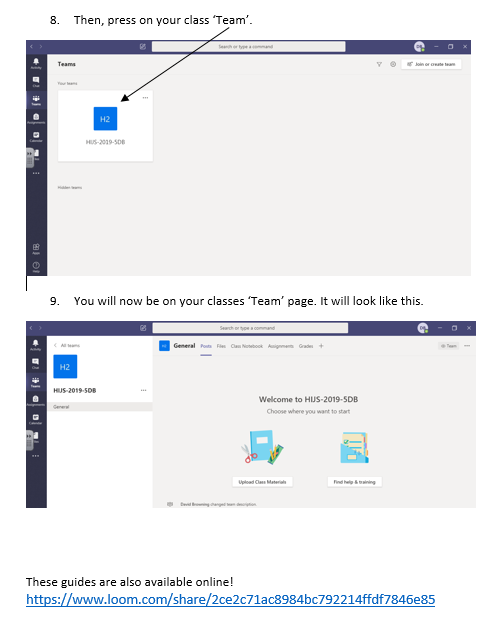 8. Then, press on your class ‘Team’.
Search or type a command
Activity
Teams
Join or create team
Chat
Your teams
Teams
H2
Assignments
HIJS-2019-5DB
Calendar
Hidden teams
Apps
Help
9. You will now be on your classes ‘Team’ page. It will look like this.
Search or type a command
Activity
All teams
General Posts Files Class Notebook Assignments Grades +
Team
Chat
H2
Teams
HIJS-2019-5DB
Assignments
General
Welcome to HIJS-2019-5DB
Calendar
Choose where you want to start
Upload Class Materials
Find help & training
David Browning changed team description.
These guides are also available online!
https://www.loom.com/share/2ce2c71ac8984bc792214ffdf7846e85